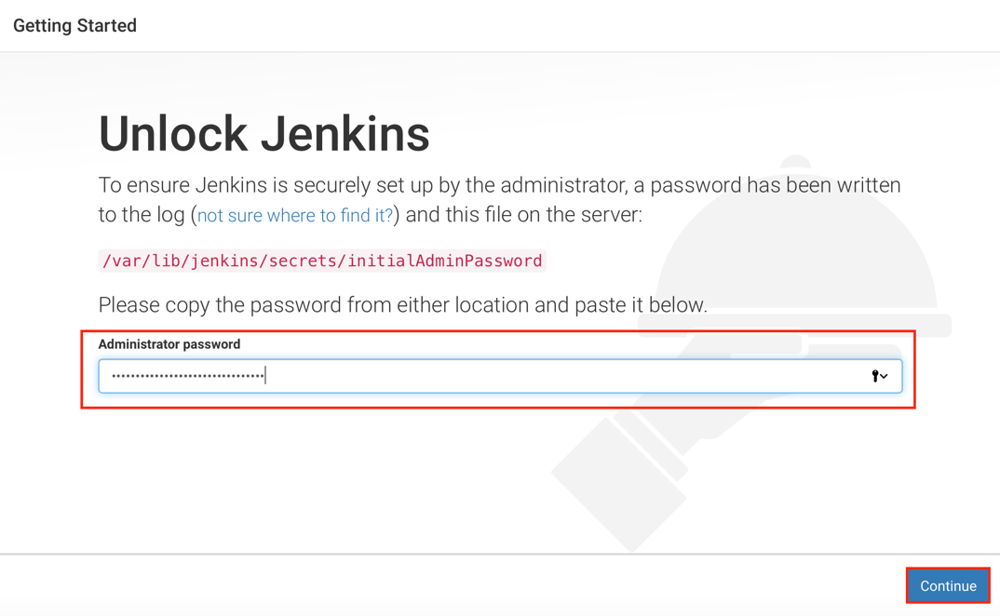 Getting Started
Unlock Jenkins
To ensure Jenkins is securely set up by the administrator, a password has been written
to the log (not sure where to find it?) and this file on the server:
/var/lib/jenkins/secrets/initialAdminPassword
Please copy the password from either location and paste it below.
Administrator password
••••••••••••••••••••••••••••••••
Continue